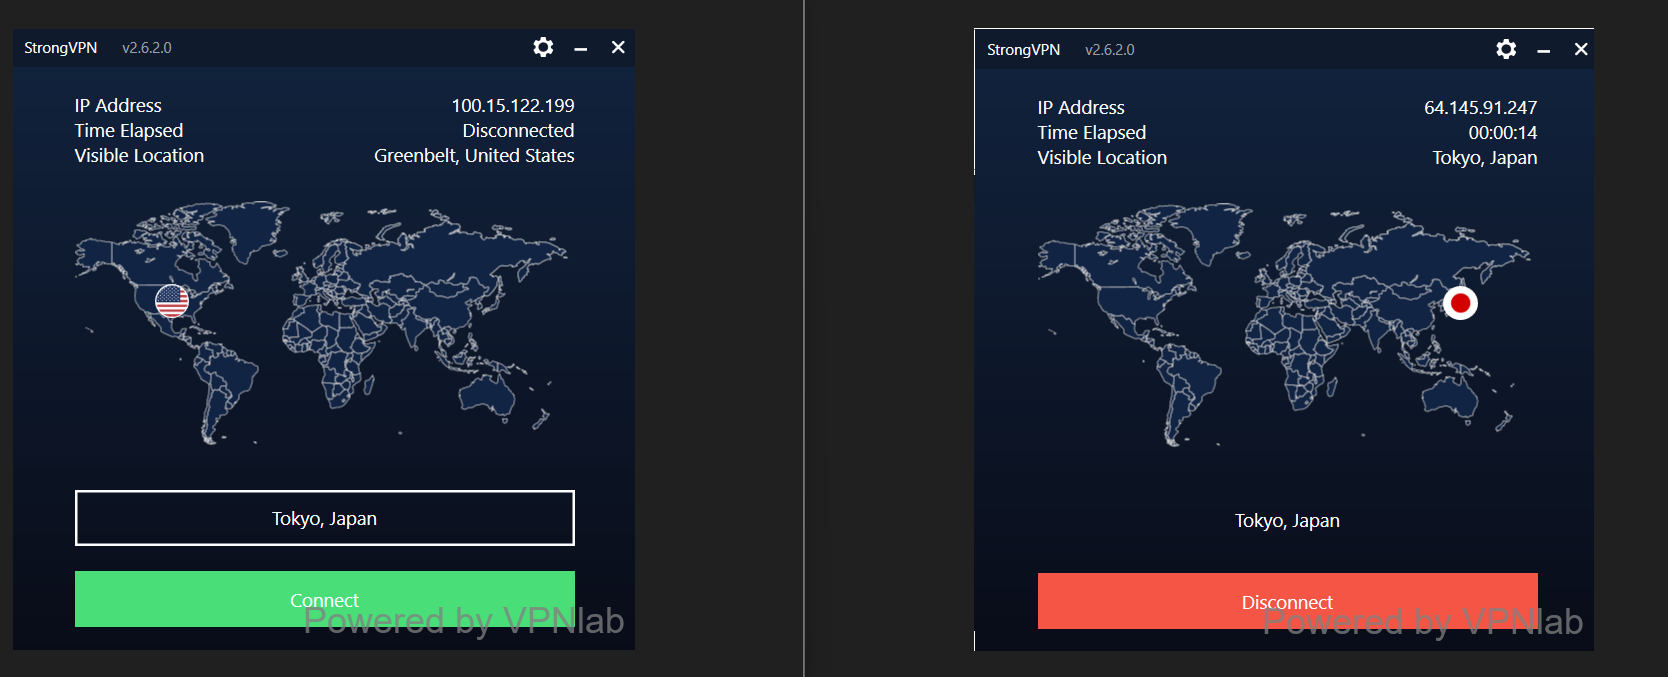 StrongVPN v2.6.2.0
IP Address 100.15.122.199
Time Elapsed Disconnected
Visible Location Greenbelt, United States
Tokyo, Japan
Connect
Powered by VPNlab
StrongVPN v2.6.2.0
IP Address 64.145.91.247
Time Elapsed 00:00:14
Visible Location Tokyo, Japan
Tokyo, Japan
Disconnect
Powered by VPNlab